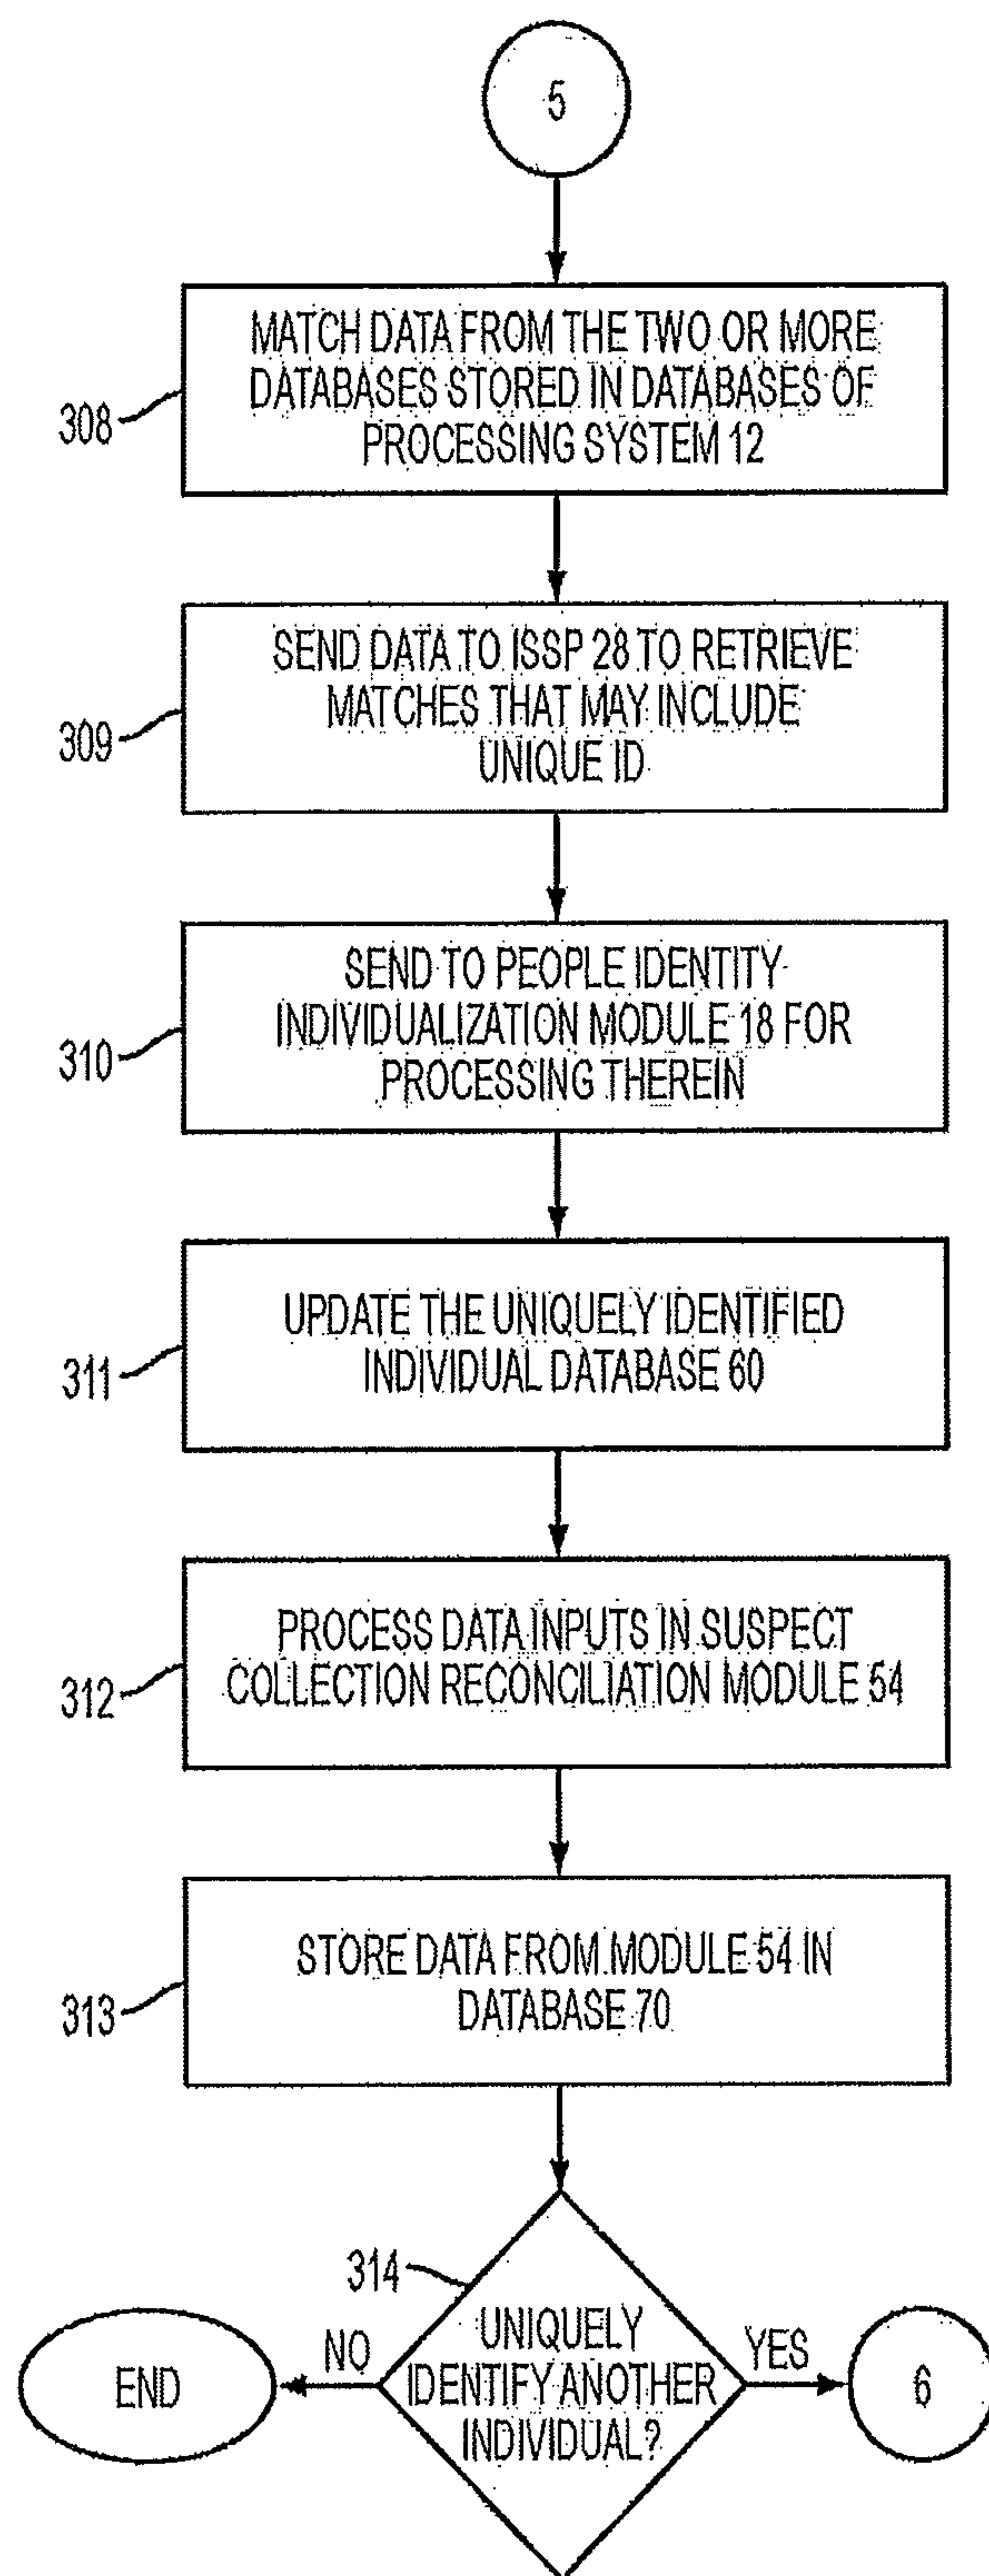 5
308
MATCH DATA FROM THE TWO OR MORE
DATABASES STORED IN DATABASES OF
PROCESSING SYSTEM 12
309
SEND DATA TO ISSP 28 TO RETRIEVE
MATCHES THAT MAY INCLUDE
UNIQUE ID
310
SEND TO PEOPLE IDENTITY
INDIVIDUALIZATION MODULE 18 FOR
PROCESSING THEREIN
311
UPDATE THE UNIQUELY IDENTIFIED
INDIVIDUAL DATABASE 60
312
PROCESS DATA INPUTS IN SUSPECT
COLLECTION RECONCILIATION MODULE 54
313
STORE DATA FROM MODULE 54 IN
DATABASE 70
314
UNIQUELY
IDENTIFY ANOTHER
INDIVIDUAL?
NO
END
YES
6